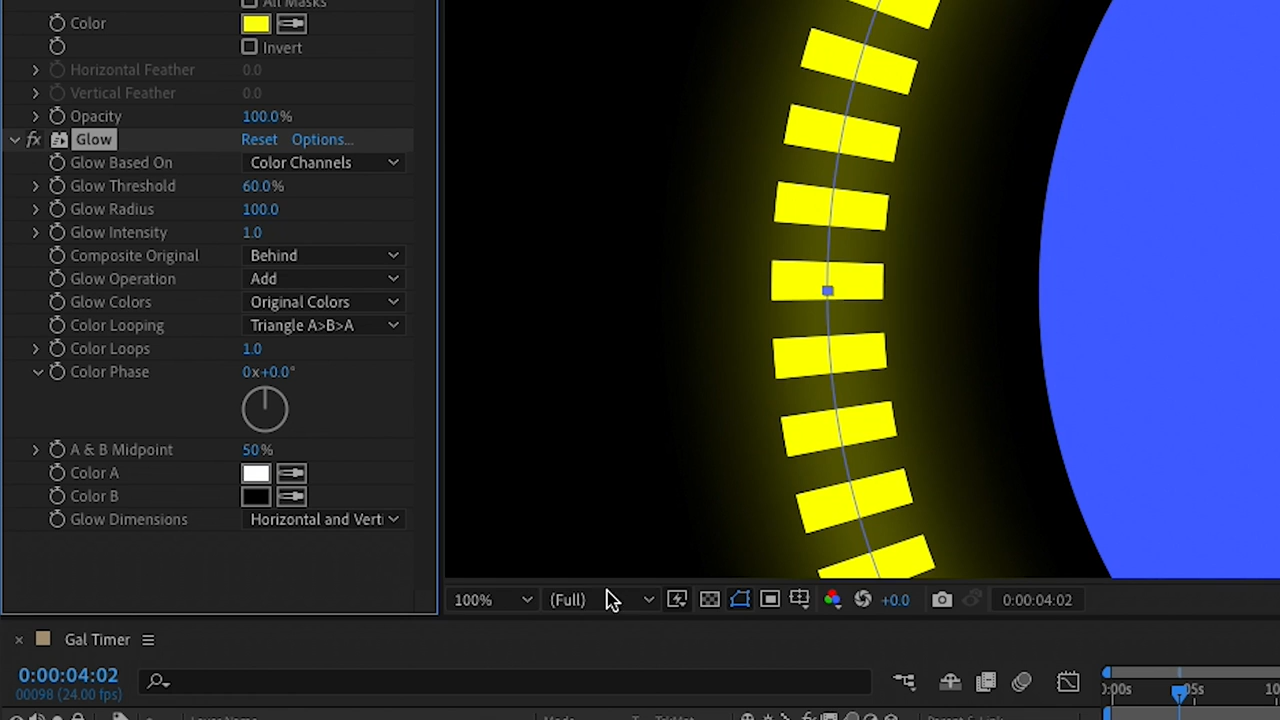 All Masks
Color
Invert
Horizontal Feather 0.0
Vertical Feather 0.0
Opacity 100.0%
fx Glow Reset Options...
Glow Based On Color Channels
Glow Threshold 60.0%
Glow Radius 100.0
Glow Intensity 1.0
Composite Original Behind
Glow Operation Add
Glow Colors Original Colors
Color Looping Triangle A>B>A
Color Loops 1.0
Color Phase 0x+0.0°
A & B Midpoint 50%
Color A
Color B
Glow Dimensions Horizontal and Verti
100% (Full) +0.0 0:00:04:02
× Gal Timer
0:00:04:02
00098 (24.00 fps)
:00s 05s 10